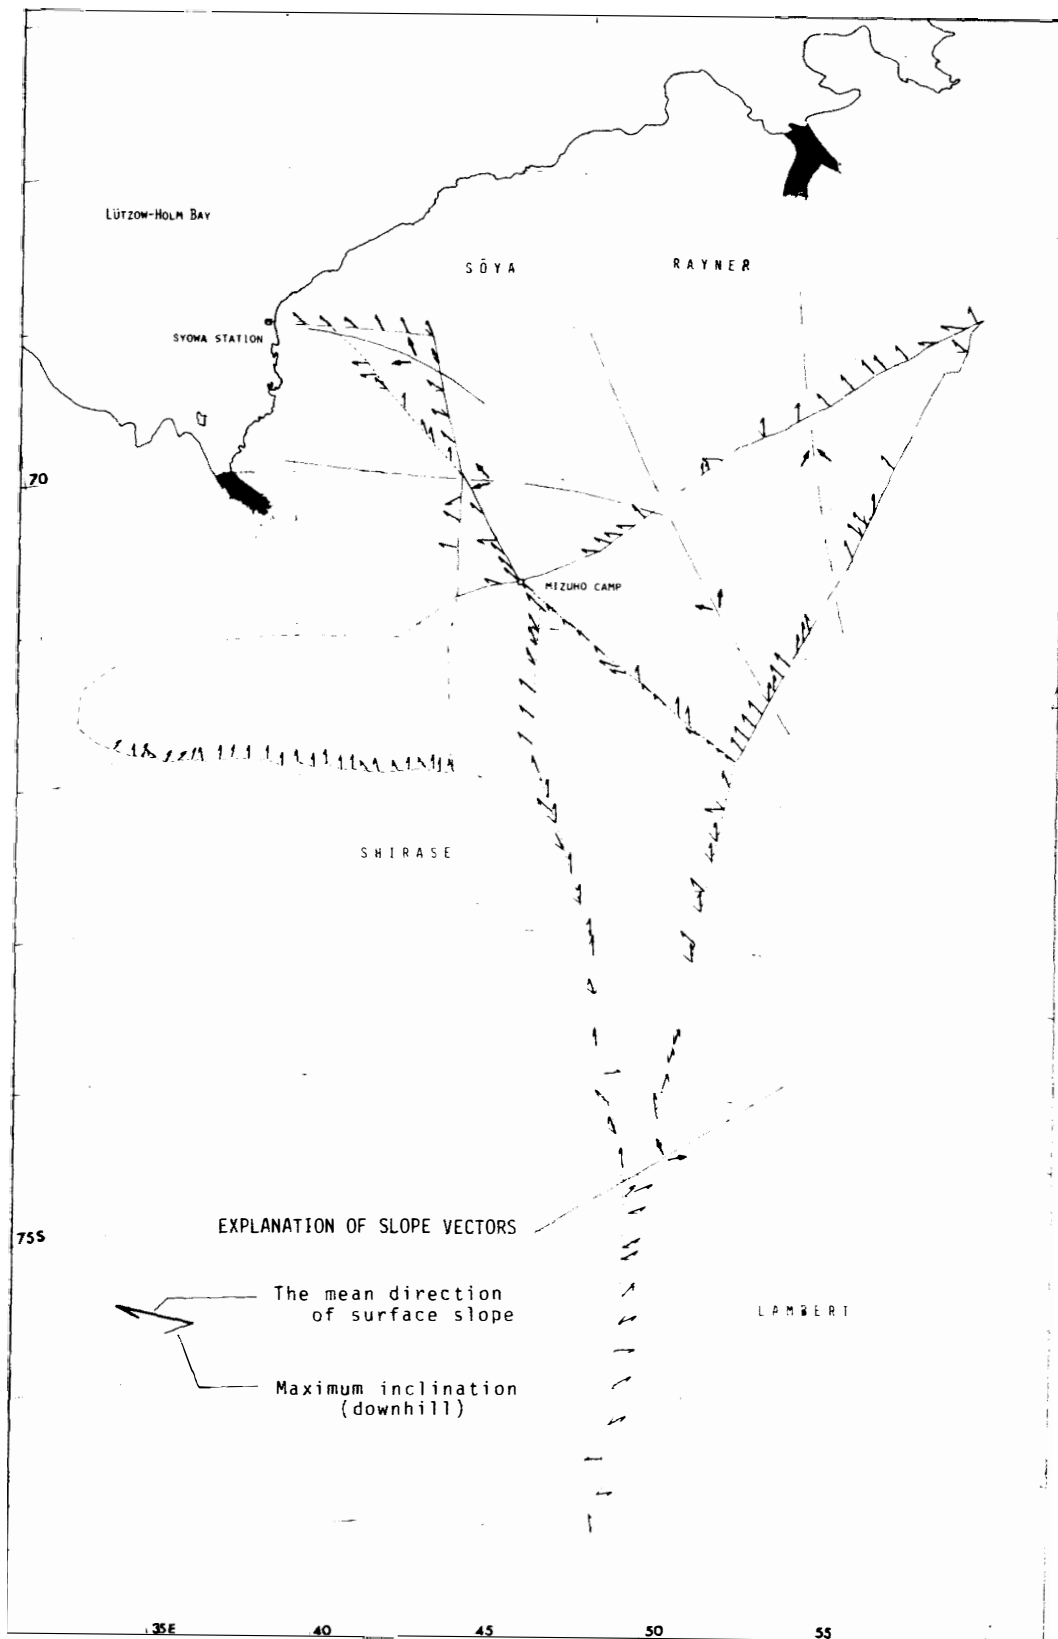 LÜTZOW-HOLM BAY
SÔYA
RAYNER
SYOWA STATION
70
MIZUHO CAMP
SHIRASE
EXPLANATION OF SLOPE VECTORS
75S
The mean direction
of surface slope
LAMBERT
Maximum inclination
(downhill)
35E
40
45
50
55